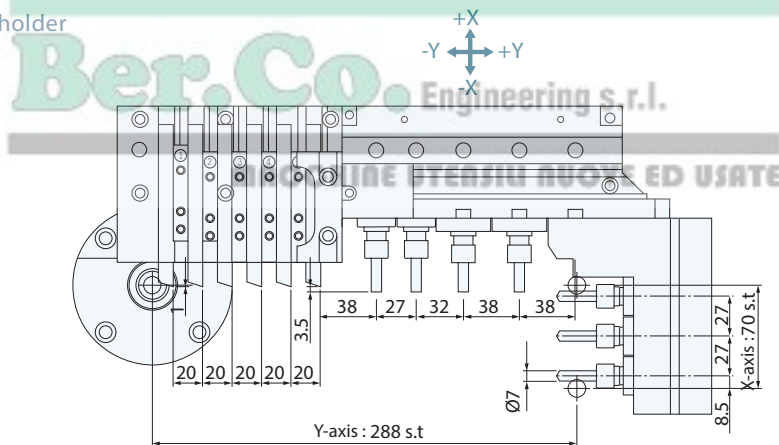 holder
+X
-Y +Y
-X
Ber.Co. Engineering s.r.l.
MACCHINE UTENSILI NUOVE ED USATE
1
2
3
4
1
3.5
38 27 32 38 38
20 20 20 20 20
Ø7
27
27
8.5
X-axis : 70 s.t
Y-axis : 288 s.t